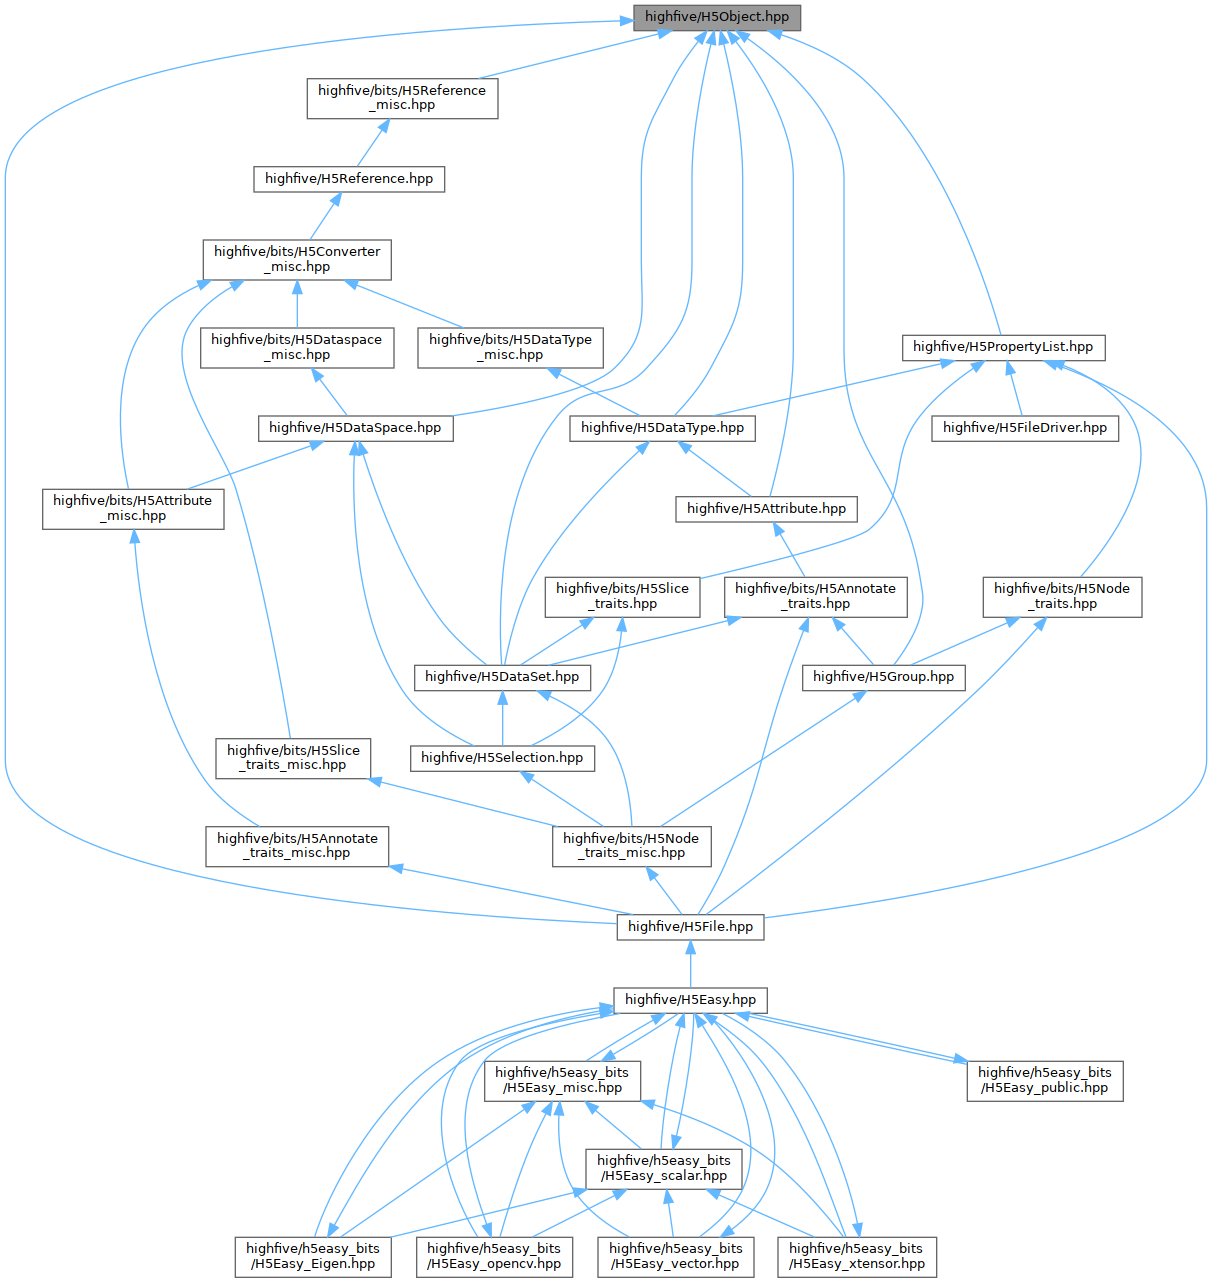 highfive/H5Object.hpp
highfive/bits/H5Reference
_misc.hpp
highfive/H5Reference.hpp
highfive/bits/H5Converter
_misc.hpp
highfive/bits/H5Dataspace
_misc.hpp
highfive/bits/H5DataType
_misc.hpp
highfive/H5PropertyList.hpp
highfive/H5DataSpace.hpp
highfive/H5DataType.hpp
highfive/H5FileDriver.hpp
highfive/bits/H5Attribute
_misc.hpp
highfive/H5Attribute.hpp
highfive/bits/H5Slice
_traits.hpp
highfive/bits/H5Annotate
_traits.hpp
highfive/bits/H5Node
_traits.hpp
highfive/H5DataSet.hpp
highfive/H5Group.hpp
highfive/bits/H5Slice
_traits_misc.hpp
highfive/H5Selection.hpp
highfive/bits/H5Annotate
_traits_misc.hpp
highfive/bits/H5Node
_traits_misc.hpp
highfive/H5File.hpp
highfive/H5Easy.hpp
highfive/h5easy_bits
/H5Easy_misc.hpp
highfive/h5easy_bits
/H5Easy_public.hpp
highfive/h5easy_bits
/H5Easy_scalar.hpp
highfive/h5easy_bits
/H5Easy_Eigen.hpp
highfive/h5easy_bits
/H5Easy_opencv.hpp
highfive/h5easy_bits
/H5Easy_vector.hpp
highfive/h5easy_bits
/H5Easy_xtensor.hpp